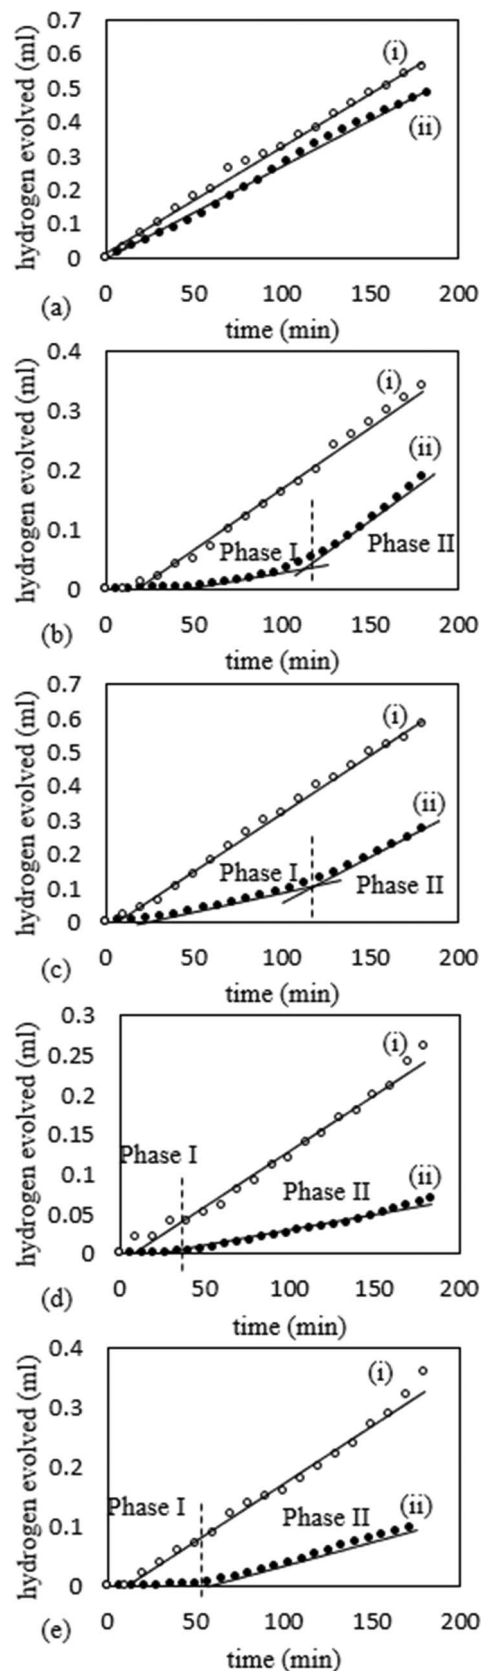 hydrogen evolved (ml)
0.7
0.6
0.5
0.4
0.3
0.2
0.1
0
(i)
(ii)
0 50 100 150 200
(a)
time (min)
hydrogen evolved (ml)
0.4
0.3
0.2
0.1
0
(i)
(ii)
Phase I
Phase II
0 50 100 150 200
(b)
time (min)
hydrogen evolved (ml)
0.7
0.6
0.5
0.4
0.3
0.2
0.1
0
(i)
(ii)
Phase I
Phase II
0 50 100 150 200
(c)
time (min)
hydrogen evolved (ml)
0.3
0.25
0.2
0.15
0.1
0.05
0
(i)
Phase I
Phase II
(ii)
0 50 100 150 200
(d)
time (min)
hydrogen evolved (ml)
0.4
0.3
0.2
0.1
0
(i)
Phase I
Phase II
(ii)
0 50 100 150 200
(e)
time (min)